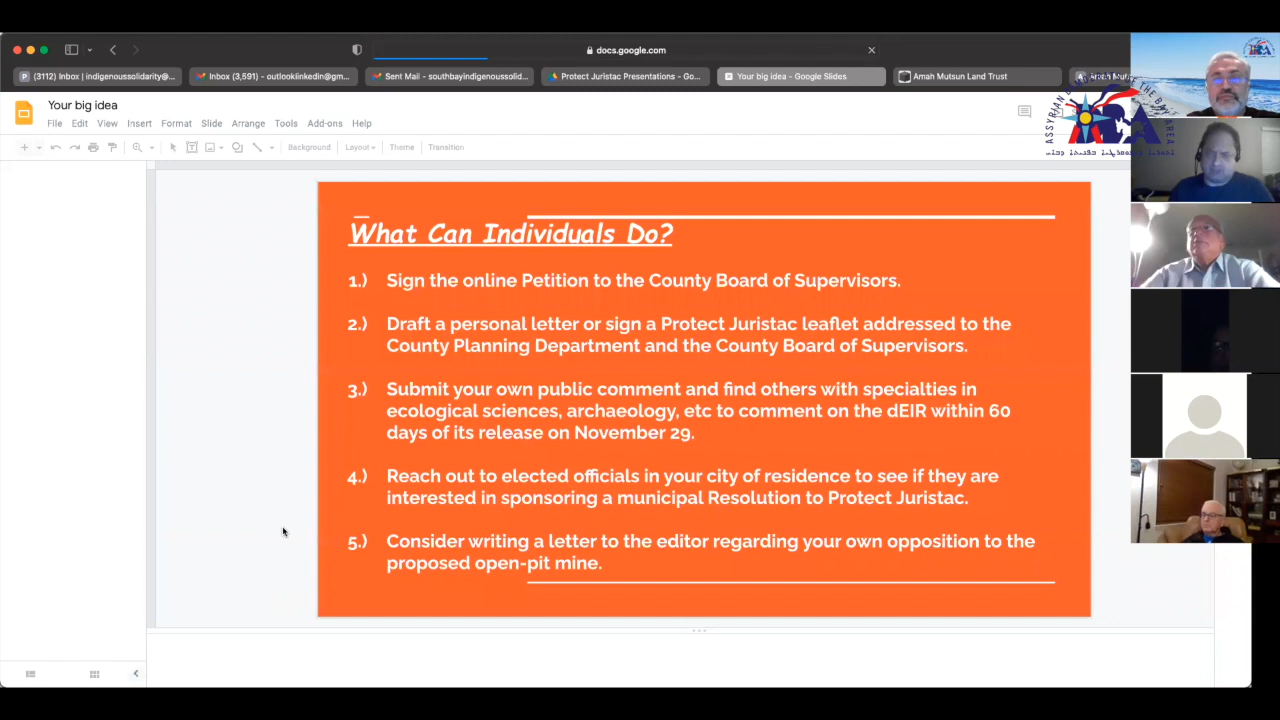 docs.google.com
(3112) Inbox | indigenoussolidarity@...
Inbox (3,591) - outlooklinkedin@gm...
Sent Mail - southbayindigenoussolid...
Protect Juristac Presentations - Go...
Your big idea - Google Slides
Amah Mutsun Land Trust
Your big idea
File Edit View Insert Format Slide Arrange Tools Add-ons Help
Background Layout Theme Transition
What Can Individuals Do?
1.) Sign the online Petition to the County Board of Supervisors.
2.) Draft a personal letter or sign a Protect Juristac leaflet addressed to the
County Planning Department and the County Board of Supervisors.
3.) Submit your own public comment and find others with specialties in
ecological sciences, archaeology, etc to comment on the dEIR within 60
days of its release on November 29.
4.) Reach out to elected officials in your city of residence to see if they are
interested in sponsoring a municipal Resolution to Protect Juristac.
5.) Consider writing a letter to the editor regarding your own opposition to the
proposed open-pit mine.